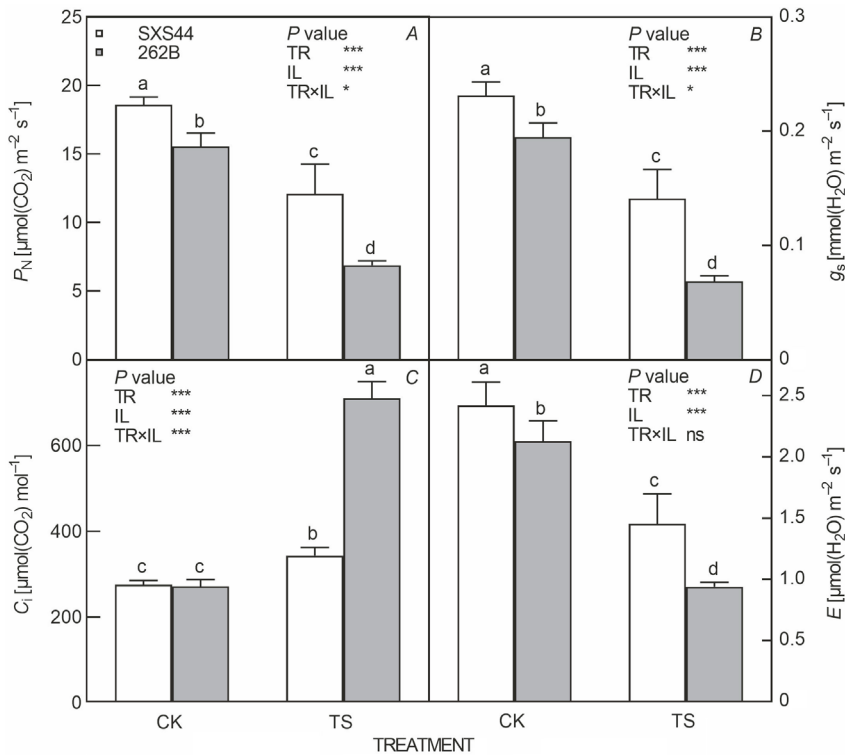 SXS44
262B
P value
TR ***
IL ***
TR×IL *
A
25
20
15
10
5
0
P_N [µmol(CO₂) m⁻² s⁻¹]
a
b
c
d
P value
TR ***
IL ***
TR×IL *
B
0.3
0.2
0.1
0
g_s [mmol(H₂O) m⁻² s⁻¹]
a
b
c
d
P value
TR ***
IL ***
TR×IL ***
C
600
400
200
0
C_i [µmol(CO₂) mol⁻¹]
c
c
b
a
P value
TR ***
IL ***
TR×IL ns
D
2.5
2.0
1.5
1.0
0.5
0
E [µmol(H₂O) m⁻² s⁻¹]
a
b
c
d
CK TS CK TS
TREATMENT